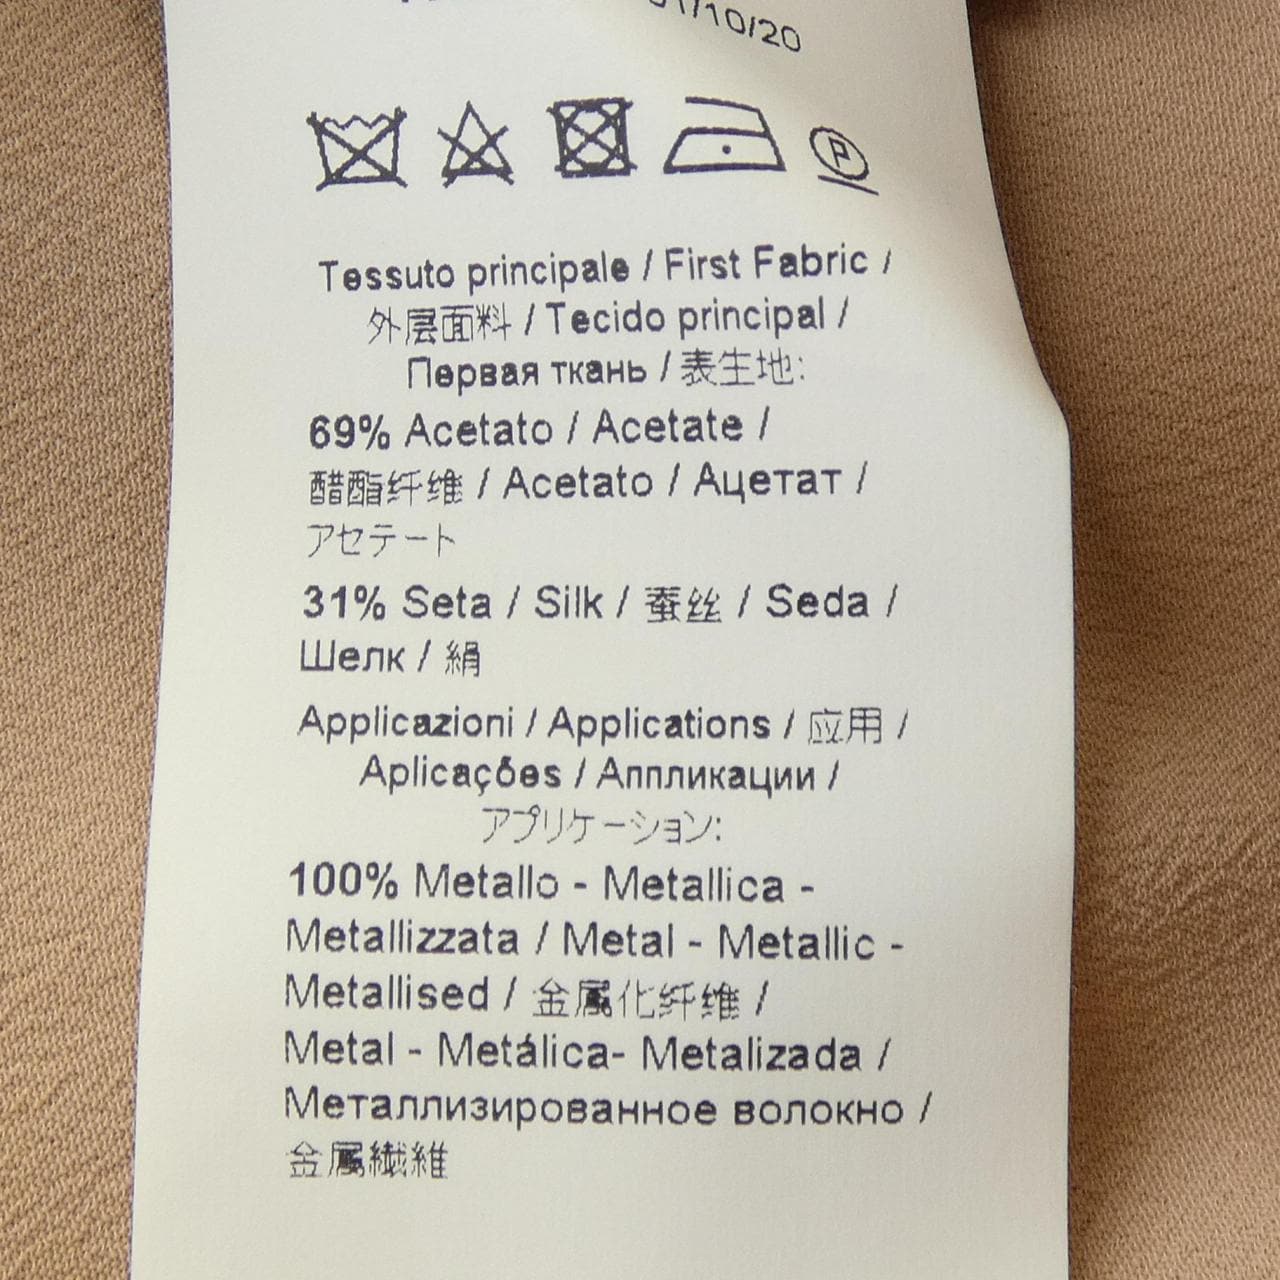 01/10/20
P
Tessuto principale / First Fabric /
外层面料 / Tecido principal /
Первая ткань / 表生地:
69% Acetato / Acetate /
醋酯纤维 / Acetato / Ацетат /
アセテート
31% Seta / Silk / 蚕丝 / Seda /
Шелк / 絹
Applicazioni / Applications / 应用 /
Aplicações / Аппликации /
アプリケーション:
100% Metallo - Metallica -
Metallizzata / Metal - Metallic -
Metallised / 金属化纤维 /
Metal - Metálica- Metalizada /
Металлизированное волокно /
金属繊維